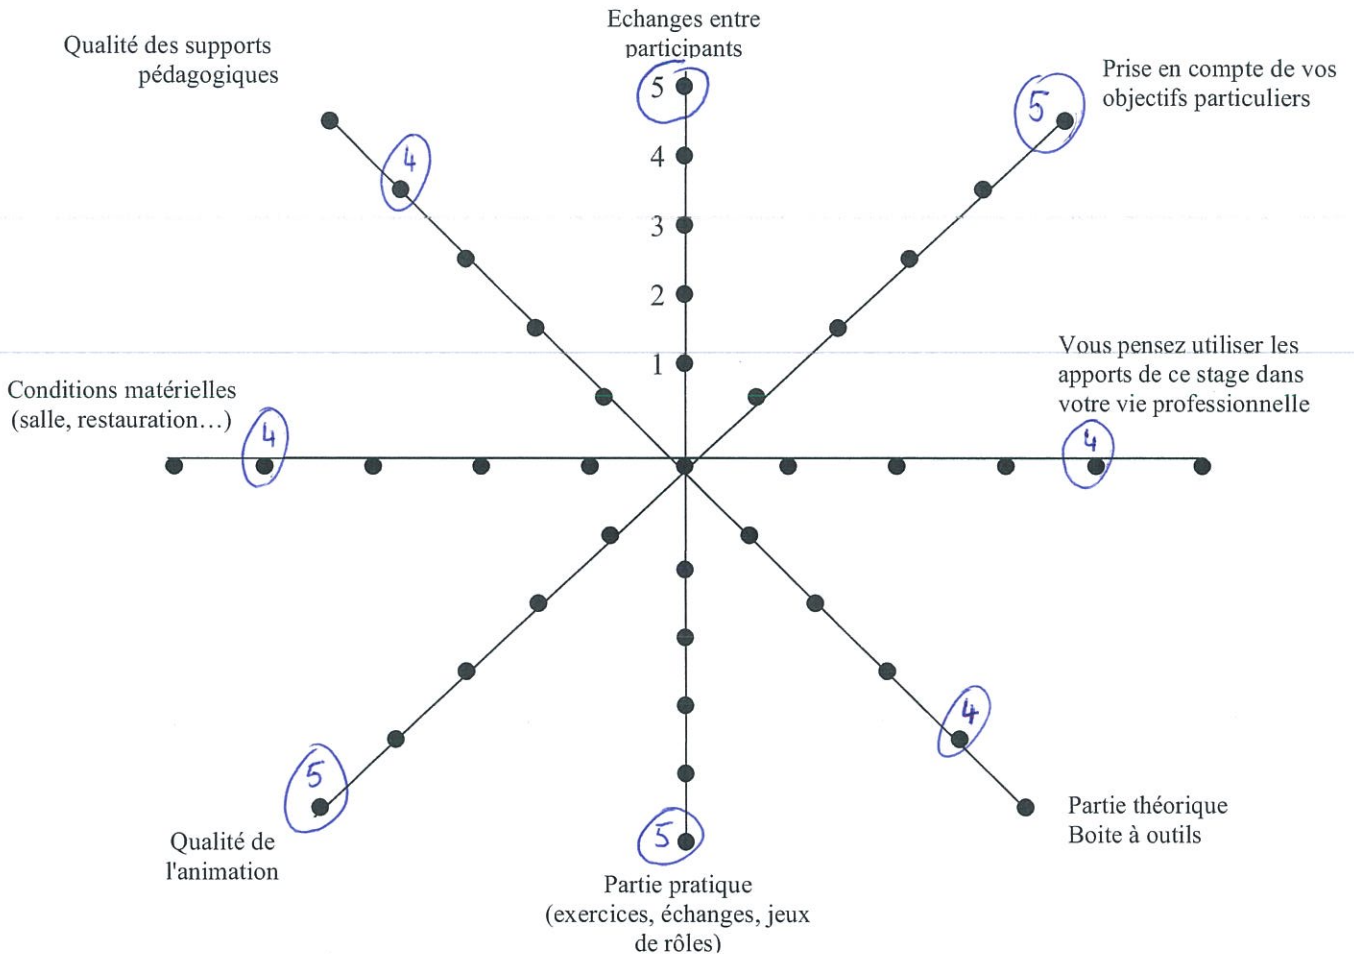 Echanges entre
participants
Qualité des supports
pédagogiques
Prise en compte de vos
objectifs particuliers
5
5
4
4
3
2
1
Vous pensez utiliser les
apports de ce stage dans
votre vie professionnelle
Conditions matérielles
(salle, restauration…)
4
4
4
5
5
Partie théorique
Boite à outils
Qualité de
l'animation
Partie pratique
(exercices, échanges, jeux
de rôles)